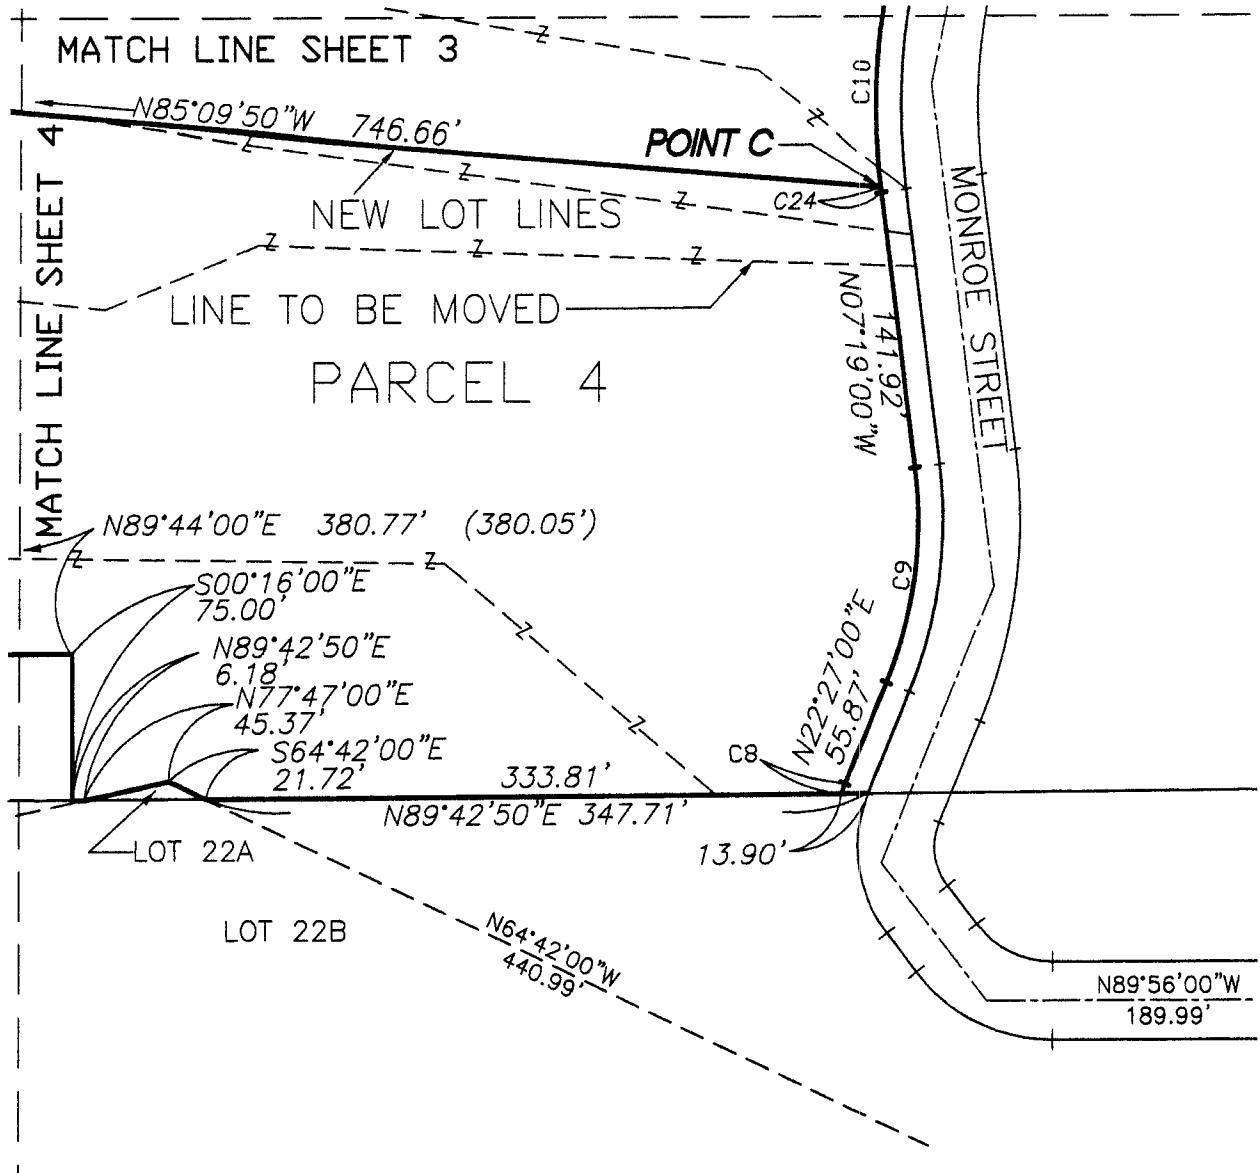 MATCH LINE SHEET 3
C10
N85°09'50"W 746.66'
POINT C
C24
MONROE STREET
MATCH LINE SHEET 4
NEW LOT LINES
LINE TO BE MOVED
141.92'
N07°19'00"W
PARCEL 4
N89°44'00"E 380.77' (380.05')
S00°16'00"E
75.00'
C9
N89°42'50"E
6.18'
N77°47'00"E
45.37'
N22°27'00"E
55.87'
S64°42'00"E
21.72'
C8
333.81'
N89°42'50"E 347.71'
13.90'
LOT 22A
LOT 22B
N64°42'00"W
440.99'
N89°56'00"W
189.99'
Z
Z
Z
Z
Z
Z
Z
Z
Z
Z
Z
Z
Z